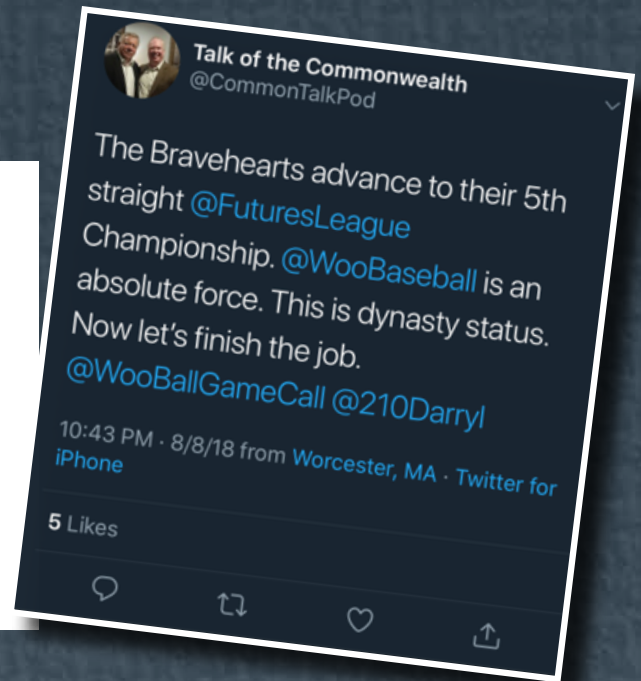 Talk of the Commonwealth
@CommonTalkPod
The Bravehearts advance to their 5th
straight @FuturesLeague
Championship. @WooBaseball is an
absolute force. This is dynasty status.
Now let's finish the job.
@WooBallGameCall @210Darryl
10:43 PM · 8/8/18 from Worcester, MA · Twitter for
iPhone
5 Likes